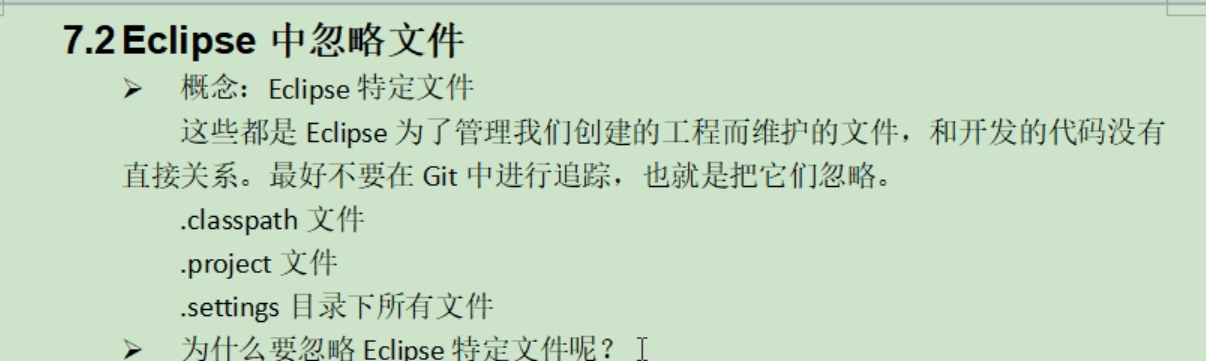 7.2 Eclipse 中忽略文件
➢ 概念：Eclipse 特定文件
这些都是 Eclipse 为了管理我们创建的工程而维护的文件，和开发的代码没有
直接关系。最好不要在 Git 中进行追踪，也就是把它们忽略。
.classpath 文件
.project 文件
.settings 目录下所有文件
➢ 为什么要忽略 Eclipse 特定文件呢？